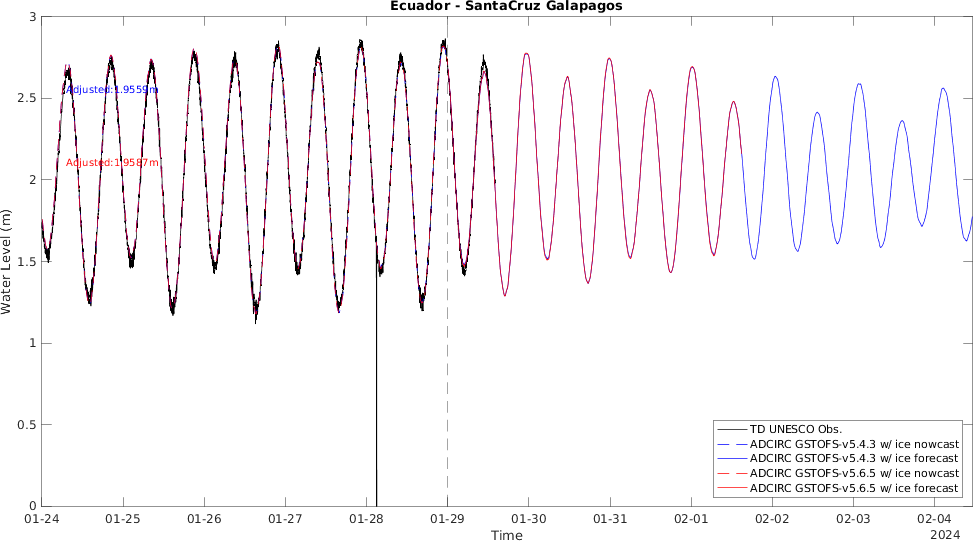 Ecuador - SantaCruz Galapagos
3
2.5
2
1.5
1
0.5
0
Water Level (m)
Adjusted:1.9559m
Adjusted:1.9587m
TD UNESCO Obs.
ADCIRC GSTOFS-v5.4.3 w/ ice nowcast
ADCIRC GSTOFS-v5.4.3 w/ ice forecast
ADCIRC GSTOFS-v5.6.5 w/ ice nowcast
ADCIRC GSTOFS-v5.6.5 w/ ice forecast
01-24 01-25 01-26 01-27 01-28 01-29 01-30 01-31 02-01 02-02 02-03 02-04
Time
2024